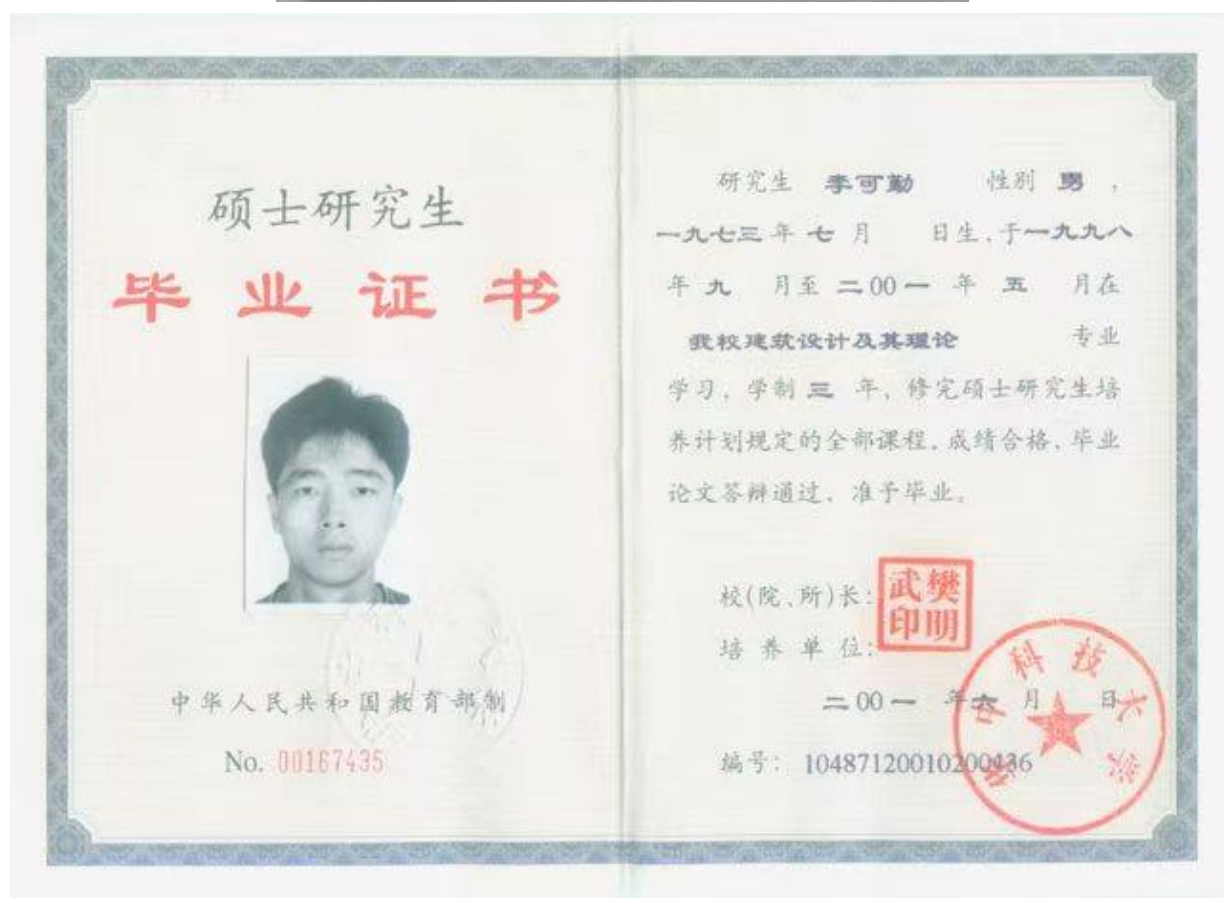 硕士研究生
毕业证书
中华人民共和国教育部制
No. 00167435
研究生 李可勤 性别 男，
一九七三年七月 日生，于一九九八
年九 月至二00一 年 五 月在
我校建筑设计及其理论 专业
学习，学制 三 年，修完硕士研究生培
养计划规定的全部课程，成绩合格，毕业
论文答辩通过，准予毕业。
校(院、所)长：
樊明武印
培养单位：
华中科技大学
二00一 年六月 日
编号：10487120010200436